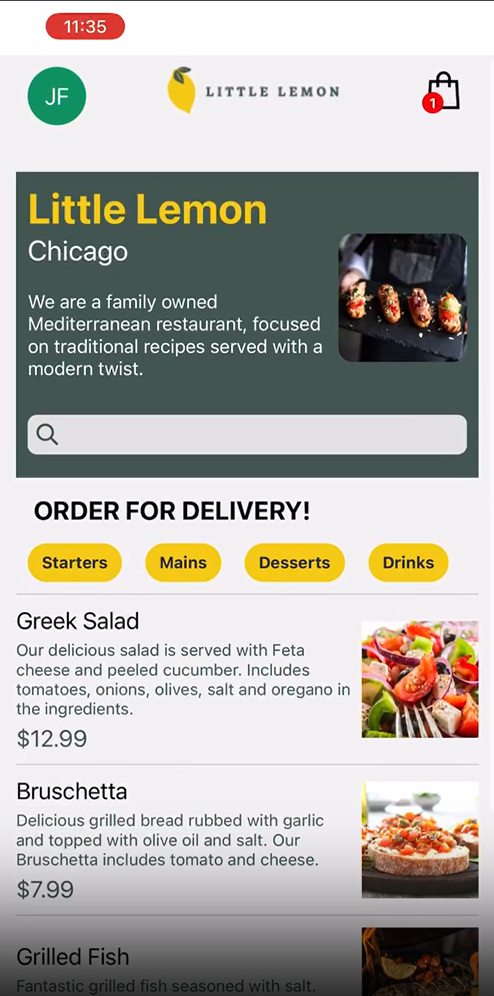 11:35
JF
LITTLE LEMON
1
Little Lemon
Chicago
We are a family owned
Mediterranean restaurant, focused
on traditional recipes served with a
modern twist.
ORDER FOR DELIVERY!
Starters
Mains
Desserts
Drinks
Greek Salad
Our delicious salad is served with Feta
cheese and peeled cucumber. Includes
tomatoes, onions, olives, salt and oregano in
the ingredients.
$12.99
Bruschetta
Delicious grilled bread rubbed with garlic
and topped with olive oil and salt. Our
Bruschetta includes tomato and cheese.
$7.99
Grilled Fish
Fantastic grilled fish seasoned with salt.